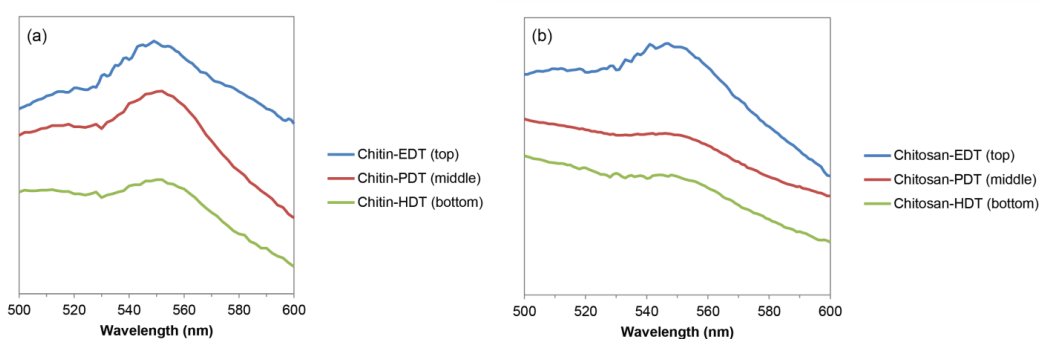 (a)
Chitin-EDT (top)
Chitin-PDT (middle)
Chitin-HDT (bottom)
500 520 540 560 580 600
Wavelength (nm)
(b)
Chitosan-EDT (top)
Chitosan-PDT (middle)
Chitosan-HDT (bottom)
500 520 540 560 580 600
Wavelength (nm)